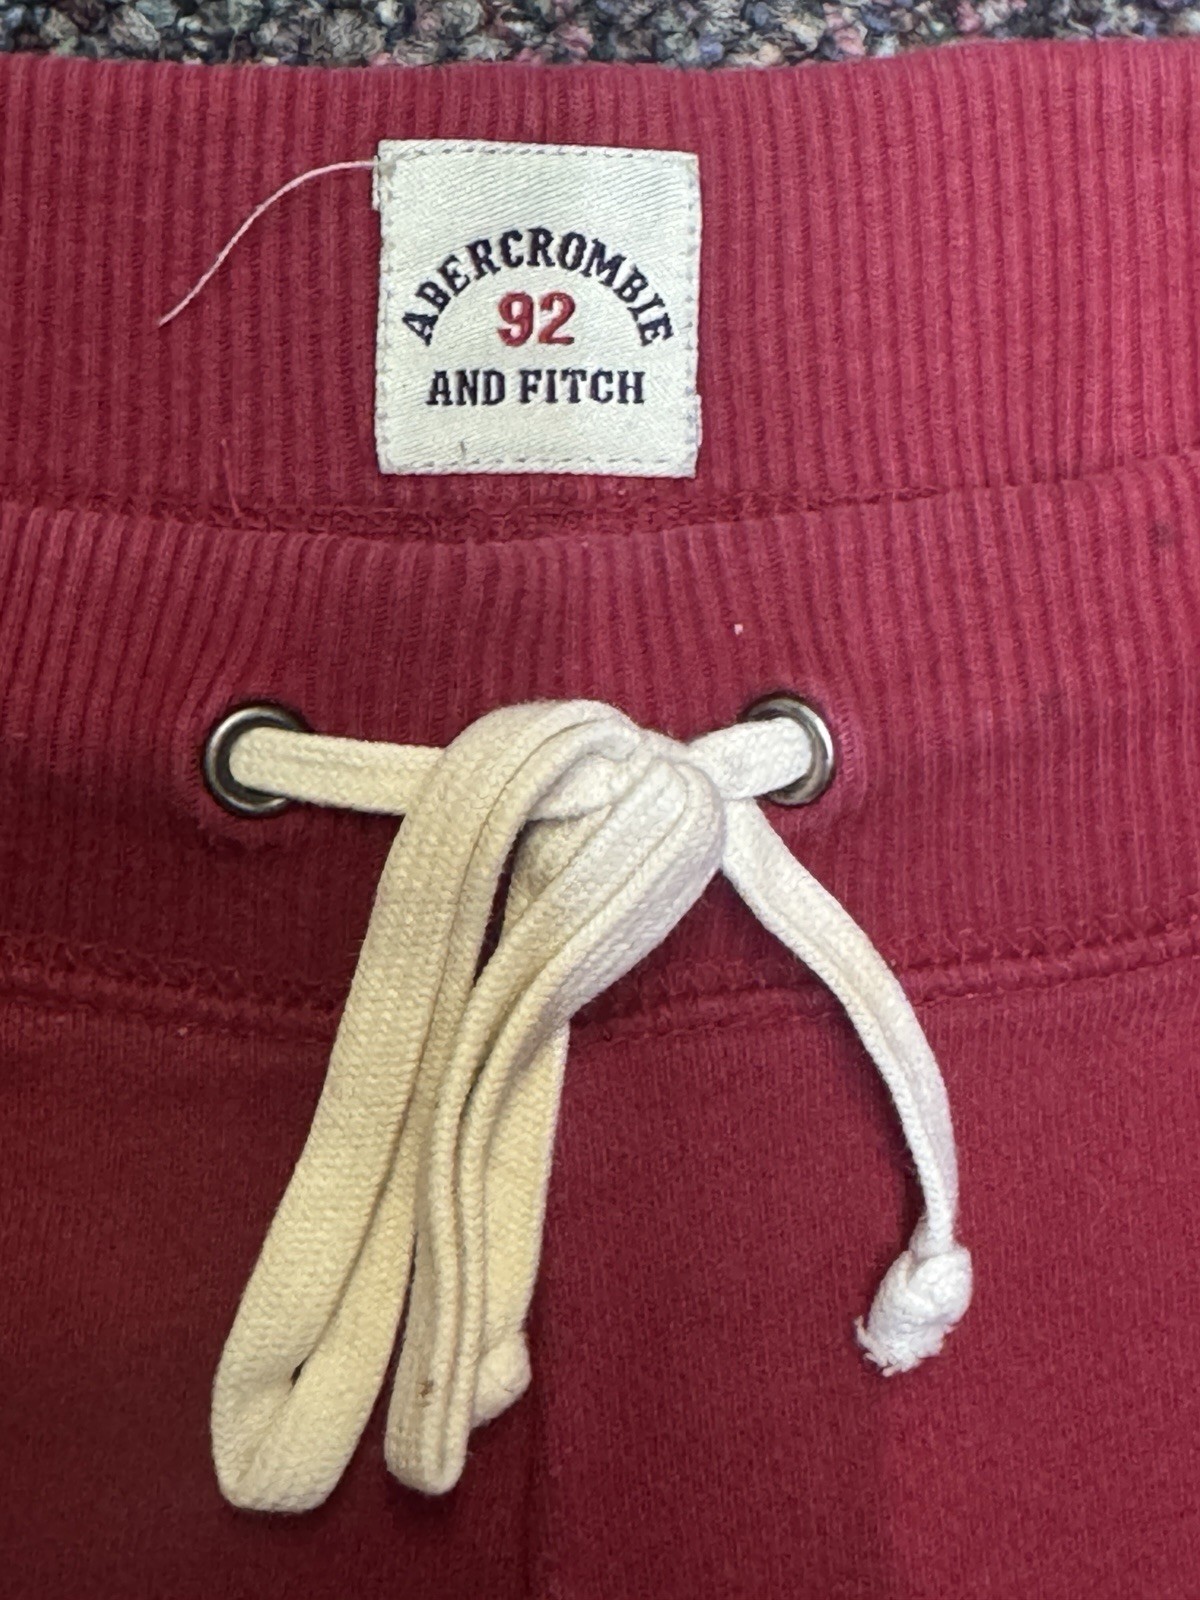 ABERCROMBIE
92
AND FITCH